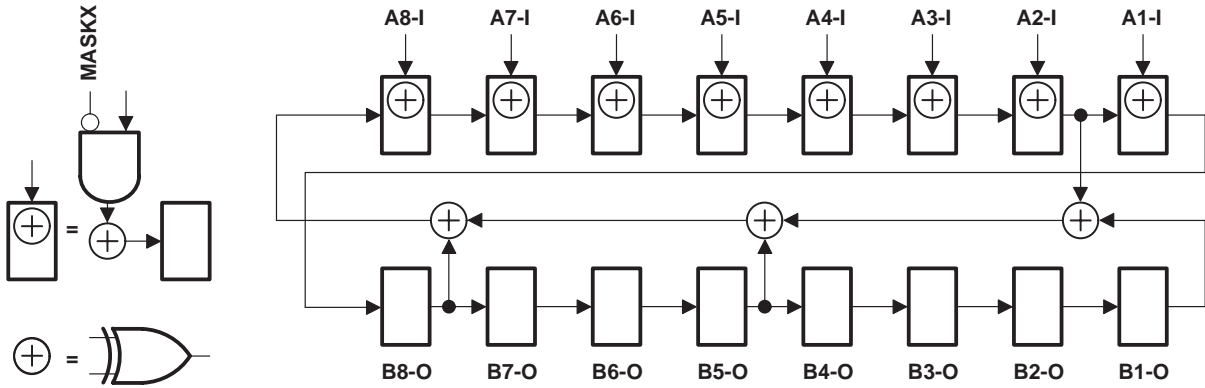 A8-I A7-I A6-I A5-I A4-I A3-I A2-I A1-I
MASKX
=
=
B8-O B7-O B6-O B5-O B4-O B3-O B2-O B1-O